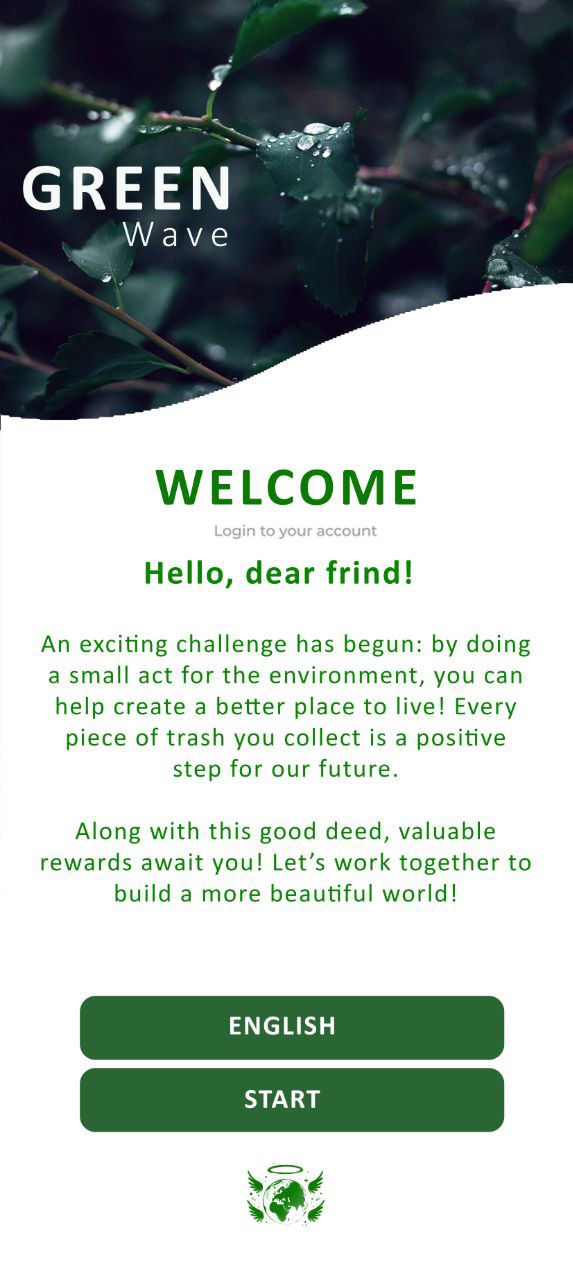 GREEN
Wave
WELCOME
Login to your account
Hello, dear frind!
An exciting challenge has begun: by doing
a small act for the environment, you can
help create a better place to live! Every
piece of trash you collect is a positive
step for our future.
Along with this good deed, valuable
rewards await you! Let’s work together to
build a more beautiful world!
ENGLISH
START